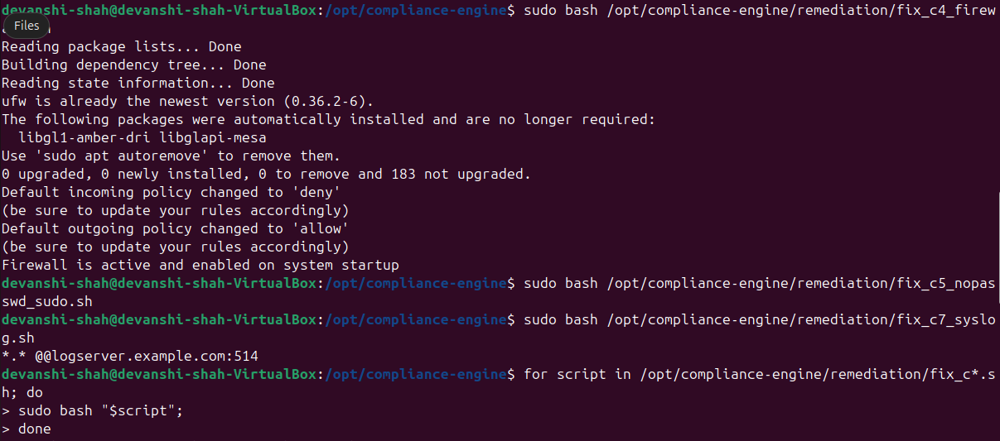 devanshi-shah@devanshi-shah-VirtualBox:/opt/compliance-engine$ sudo bash /opt/compliance-engine/remediation/fix_c4_firew
Files
Reading package lists... Done
Building dependency tree... Done
Reading state information... Done
ufw is already the newest version (0.36.2-6).
The following packages were automatically installed and are no longer required:
  libgl1-amber-dri libglapi-mesa
Use 'sudo apt autoremove' to remove them.
0 upgraded, 0 newly installed, 0 to remove and 183 not upgraded.
Default incoming policy changed to 'deny'
(be sure to update your rules accordingly)
Default outgoing policy changed to 'allow'
(be sure to update your rules accordingly)
Firewall is active and enabled on system startup
devanshi-shah@devanshi-shah-VirtualBox:/opt/compliance-engine$ sudo bash /opt/compliance-engine/remediation/fix_c5_nopas
swd_sudo.sh
devanshi-shah@devanshi-shah-VirtualBox:/opt/compliance-engine$ sudo bash /opt/compliance-engine/remediation/fix_c7_syslo
g.sh
*.* @@logserver.example.com:514
devanshi-shah@devanshi-shah-VirtualBox:/opt/compliance-engine$ for script in /opt/compliance-engine/remediation/fix_c*.s
h; do
> sudo bash "$script";
> done